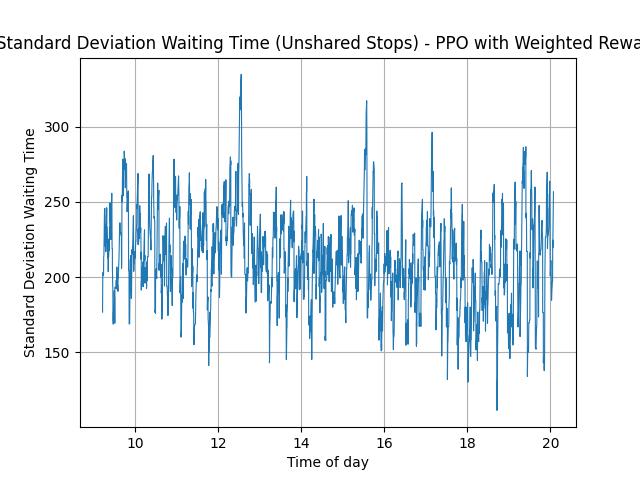 Standard Deviation Waiting Time (Unshared Stops) - PPO with Weighted
300
250
200
150
Standard Deviation Waiting Time
10 12 14 16 18 20
Time of day